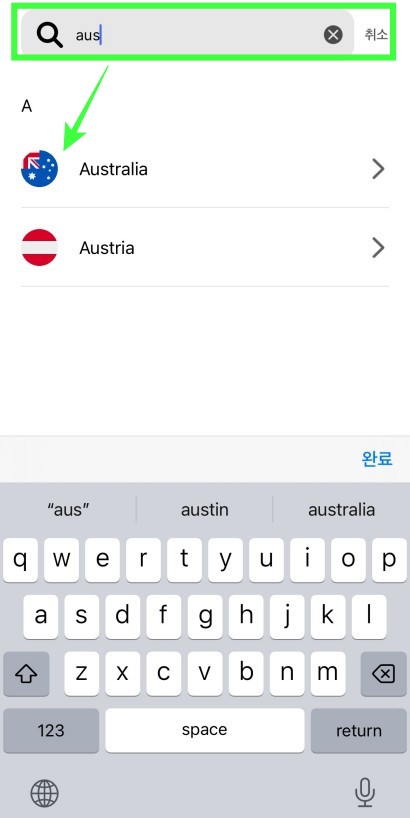 aus 취소
A
Australia
Austria
완료
“aus” austin australia
q w e r t y u i o p
a s d f g h j k l
z x c v b n m
123 space return